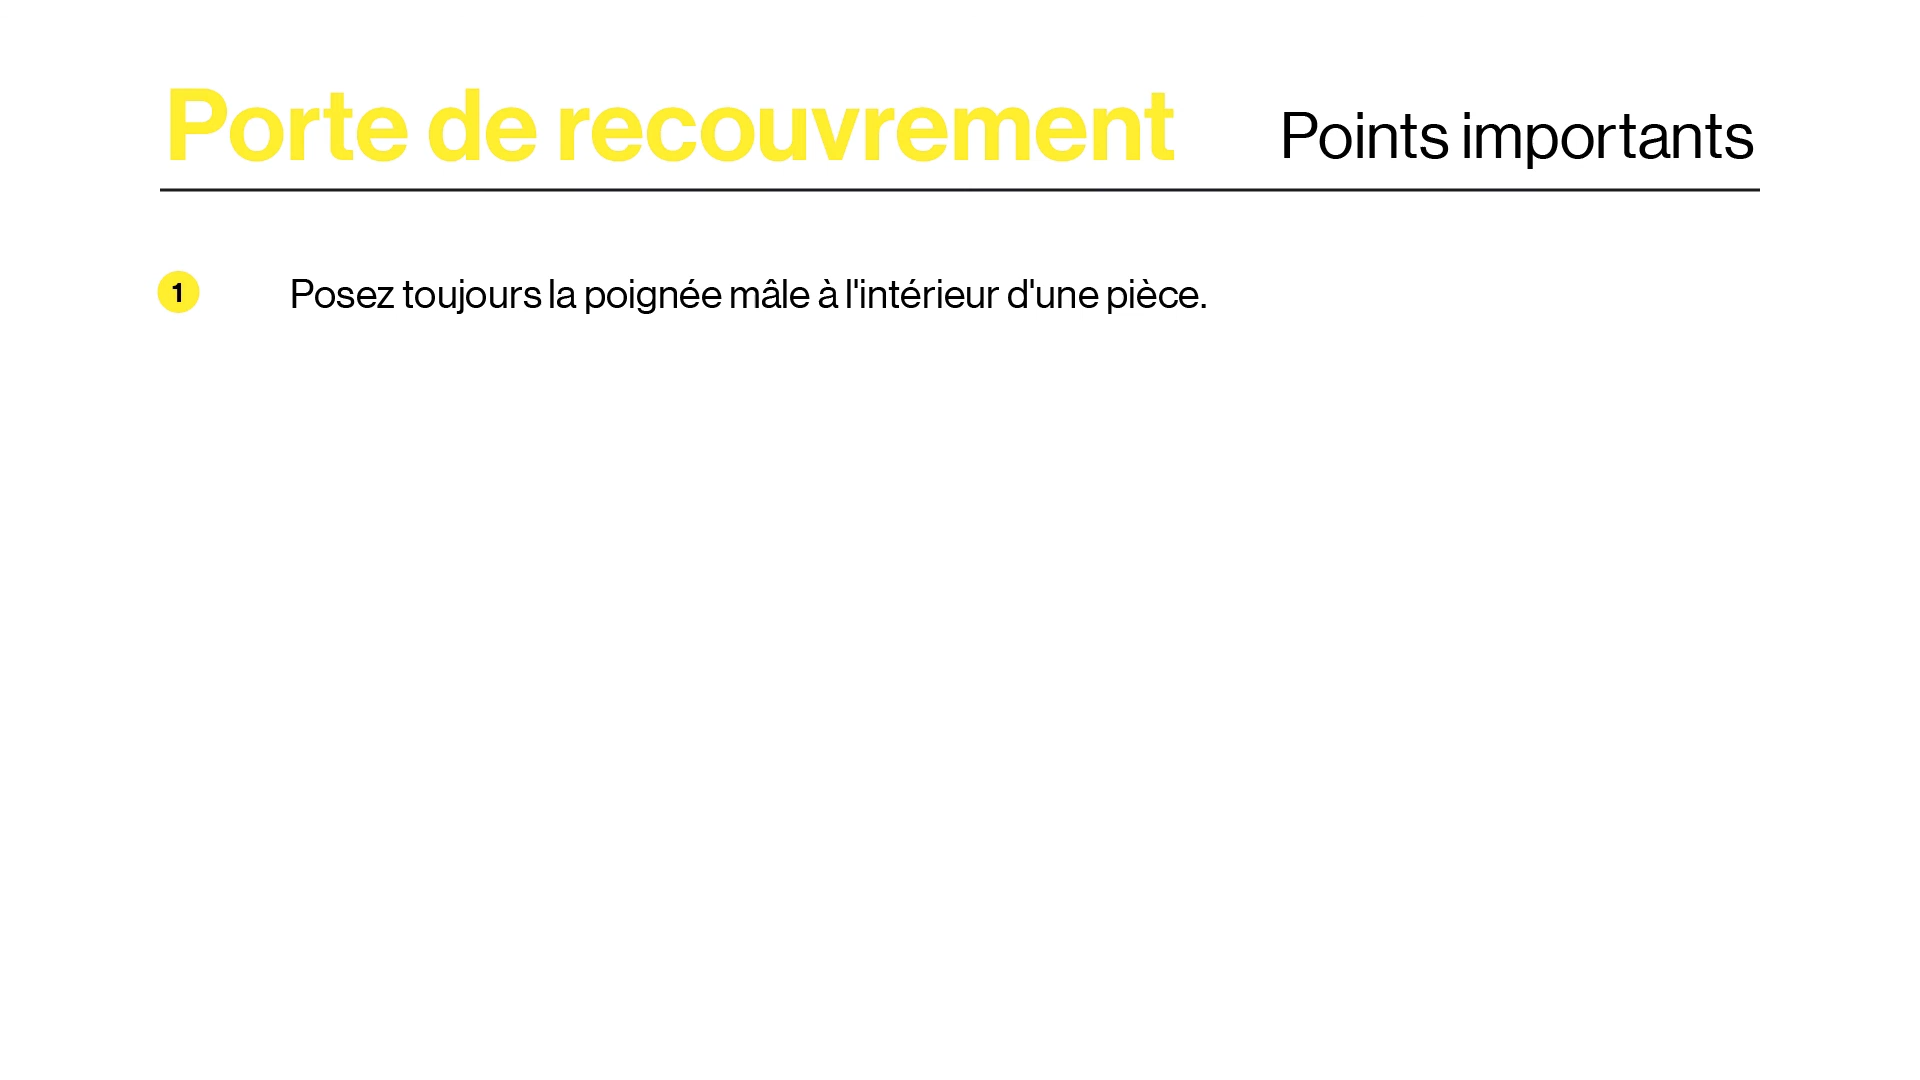 Porte de recouvrement Points importants
1 Posez toujours la poignée mâle à l'intérieur d'une pièce.